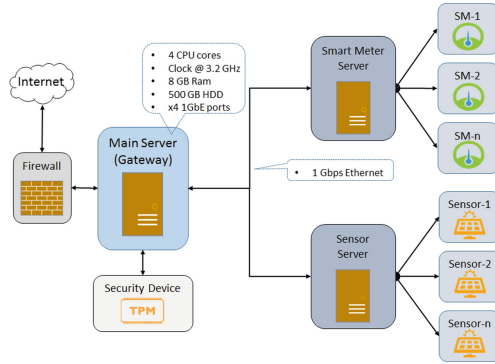 • 4 CPU cores
• Clock @ 3.2 GHz
• 8 GB Ram
• 500 GB HDD
• x4 1GbE ports
Internet
Firewall
Main Server
(Gateway)
Security Device
TPM
• 1 Gbps Ethernet
Smart Meter
Server
SM-1
SM-2
SM-n
Sensor
Server
Sensor-1
Sensor-2
Sensor-n